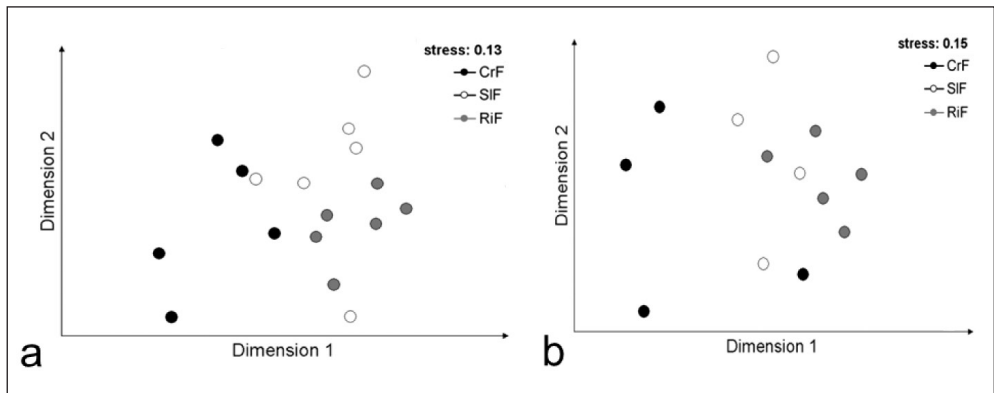 stress: 0.13
CrF
SlF
RiF
Dimension 2
Dimension 1
a
stress: 0.15
CrF
SlF
RiF
Dimension 2
Dimension 1
b